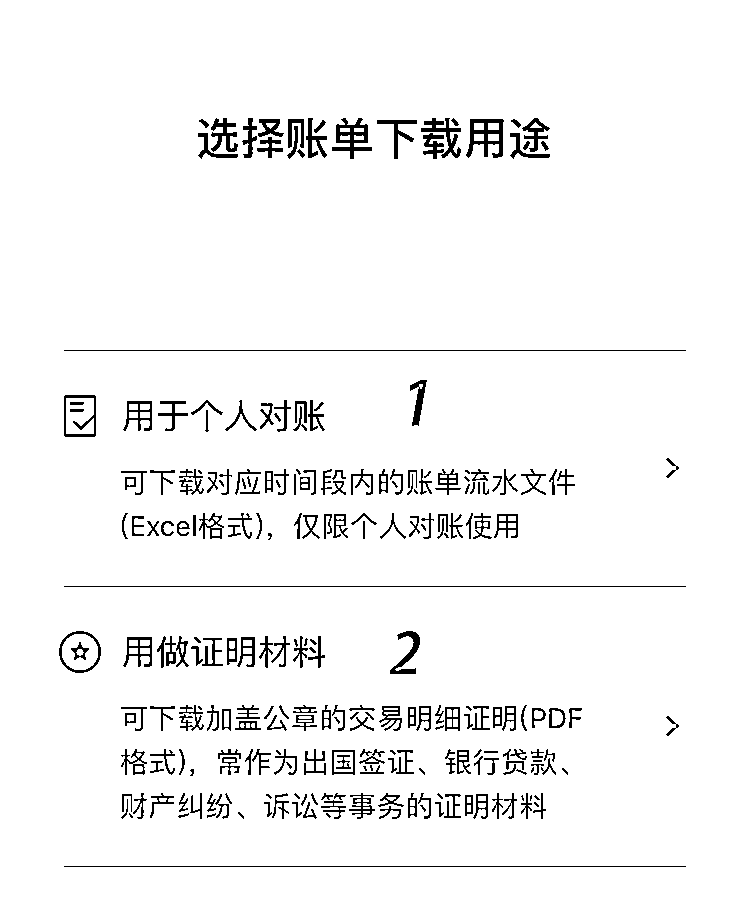 选择账单下载用途
用于个人对账 1
可下载对应时间段内的账单流水文件
(Excel格式)，仅限个人对账使用
用做证明材料 2
可下载加盖公章的交易明细证明(PDF
格式)，常作为出国签证、银行贷款、
财产纠纷、诉讼等事务的证明材料